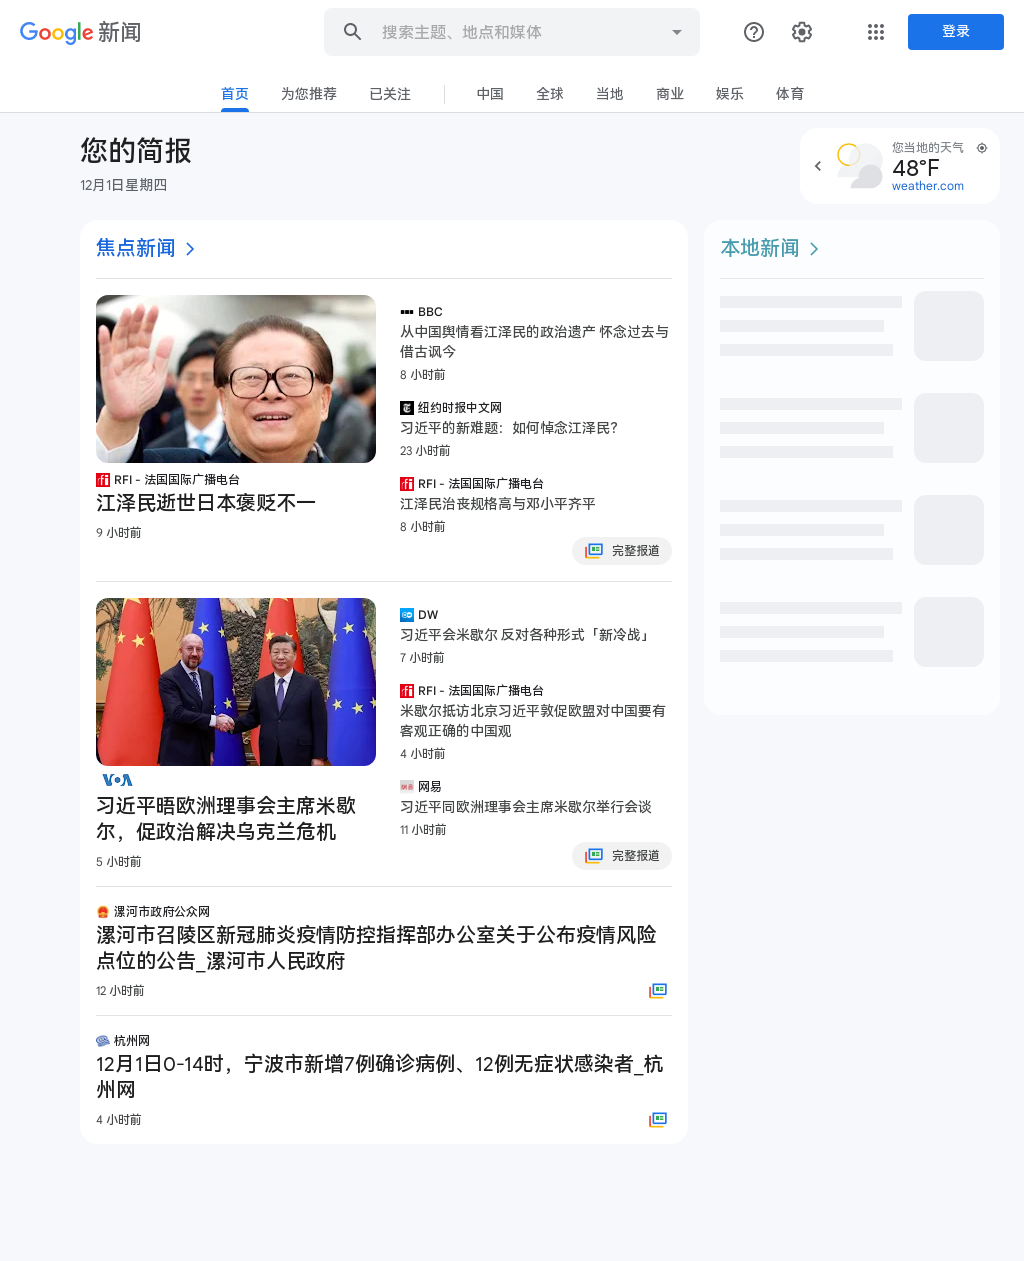 Google 新闻
搜索主题、地点和媒体
登录
首页 为您推荐 已关注 中国 全球 当地 商业 娱乐 体育
您的简报
12月1日星期四
您当地的天气
48°F
weather.com
焦点新闻
RFI - 法国国际广播电台
江泽民逝世日本褒贬不一
9 小时前
BBC
从中国舆情看江泽民的政治遗产 怀念过去与
借古讽今
8 小时前
纽约时报中文网
习近平的新难题：如何悼念江泽民？
23 小时前
RFI - 法国国际广播电台
江泽民治丧规格高与邓小平齐平
8 小时前
完整报道
VOA
习近平晤欧洲理事会主席米歇
尔，促政治解决乌克兰危机
5 小时前
DW
习近平会米歇尔 反对各种形式「新冷战」
7 小时前
RFI - 法国国际广播电台
米歇尔抵访北京习近平敦促欧盟对中国要有
客观正确的中国观
4 小时前
网易
习近平同欧洲理事会主席米歇尔举行会谈
11 小时前
完整报道
漯河市政府公众网
漯河市召陵区新冠肺炎疫情防控指挥部办公室关于公布疫情风险
点位的公告_漯河市人民政府
12 小时前
杭州网
12月1日0-14时，宁波市新增7例确诊病例、12例无症状感染者_杭
州网
4 小时前
本地新闻